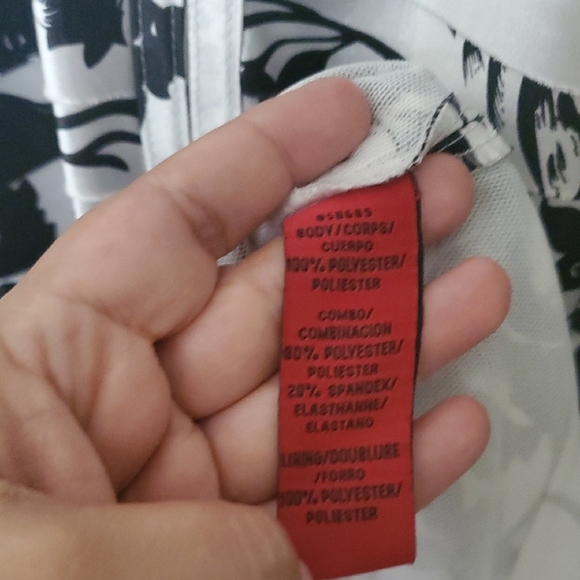 BODY/CORPS/
CUERPO
100% POLYESTER/
POLIESTER
COMBO/
COMBINACION
80% POLYESTER/
POLIESTER
20% SPANDEX/
ELASTHANNE/
ELASTANO
LINING/DOUBLURE
/FORRO
100% POLYESTER/
POLIESTER